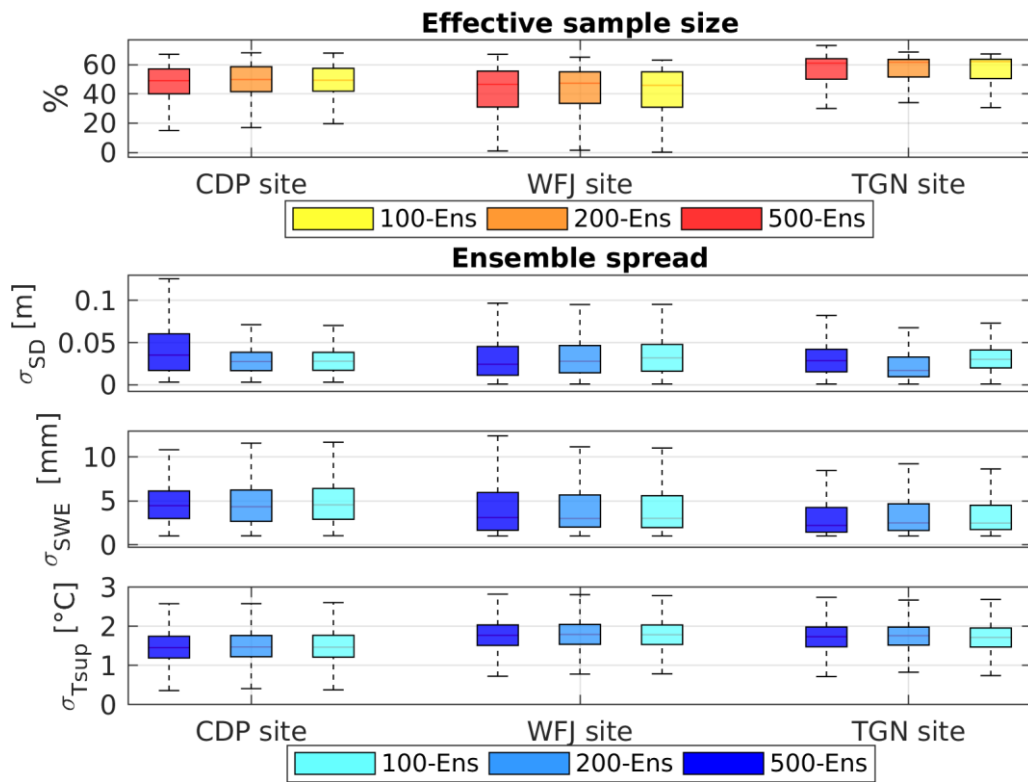 Effective sample size
%
60
40
20
0
CDP site WFJ site TGN site
100-Ens 200-Ens 500-Ens
Ensemble spread
σSD [m]
0.1
0.05
0
σSWE [mm]
10
5
0
σTsup [°C]
3
2
1
0
CDP site WFJ site TGN site
100-Ens 200-Ens 500-Ens